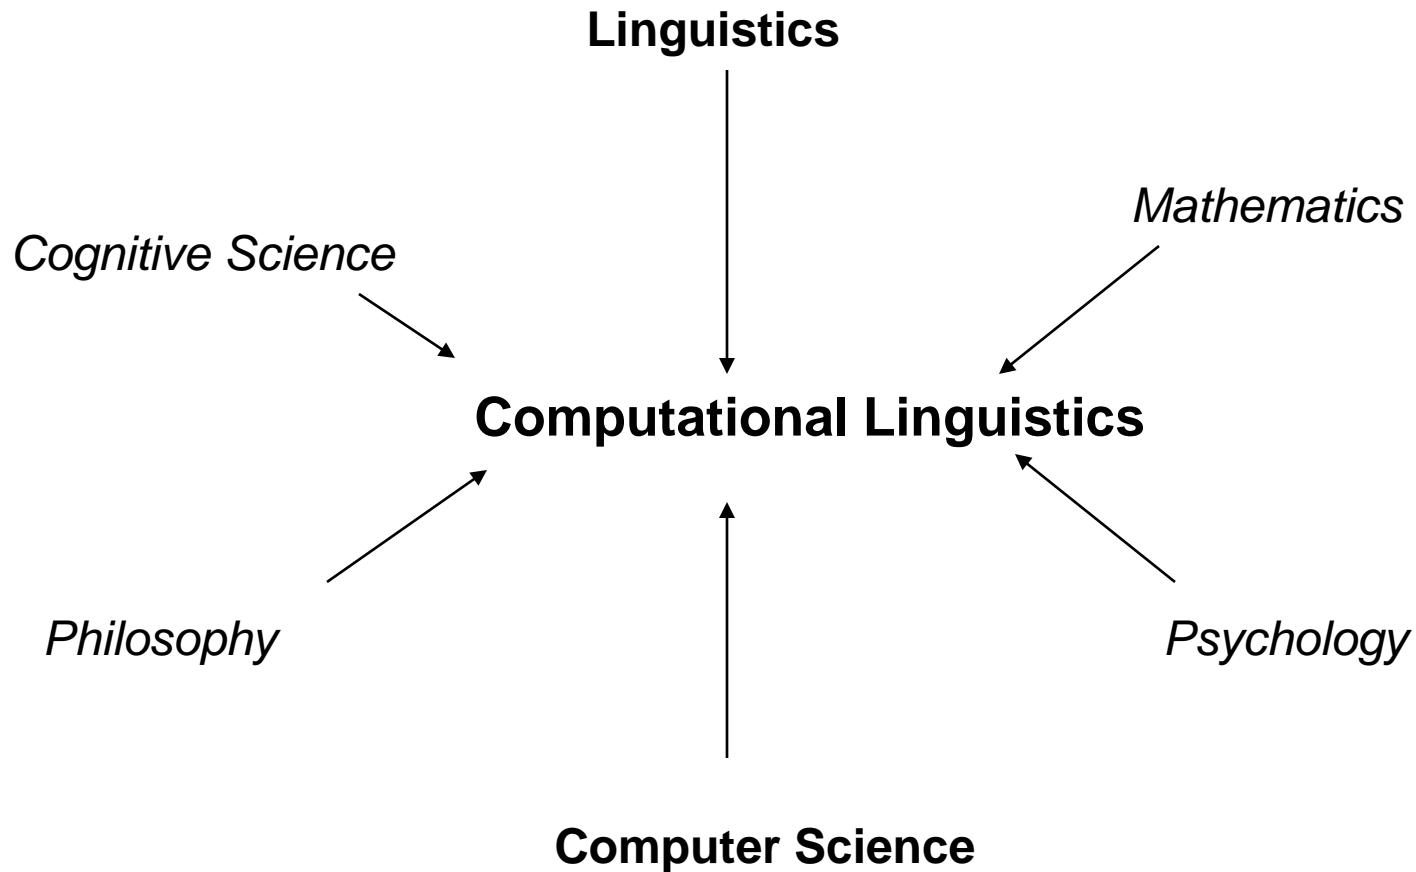 Linguistics
Mathematics
Cognitive Science
Computational Linguistics
Philosophy
Psychology
Computer Science